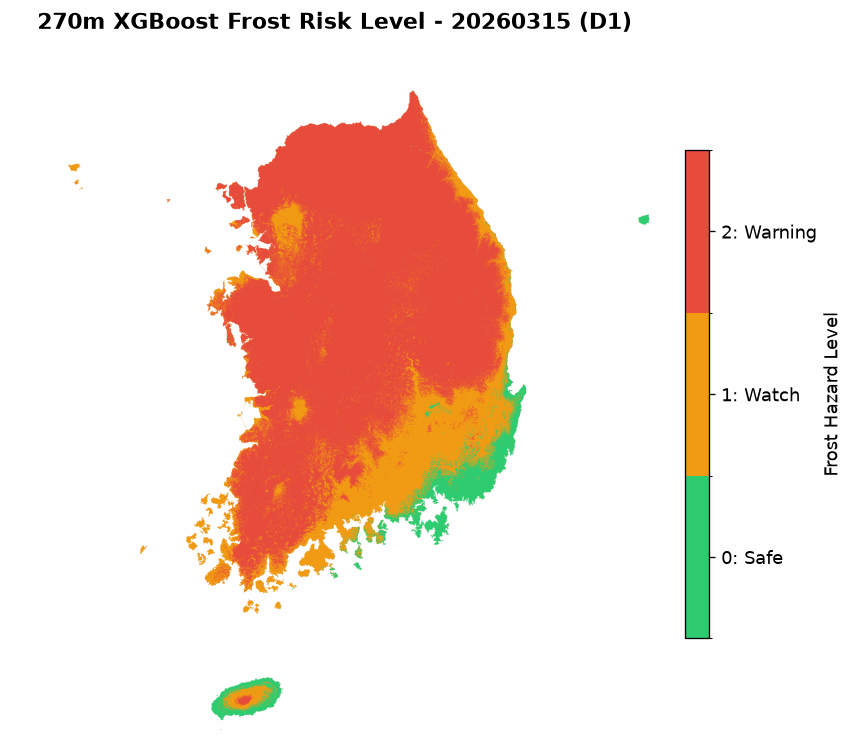 270m XGBoost Frost Risk Level - 20260315 (D1)
2: Warning
1: Watch
0: Safe
Frost Hazard Level